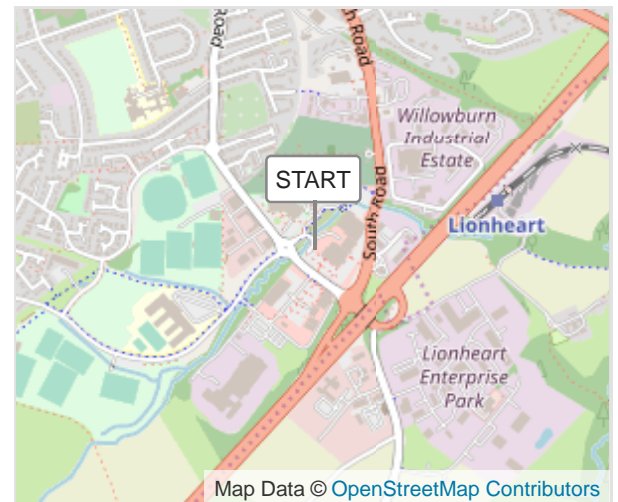 Road
South Road
Willowburn
Industrial
Estate
START
South Road
Lionheart
Lionheart
Enterprise
Park
Map Data © OpenStreetMap Contributors